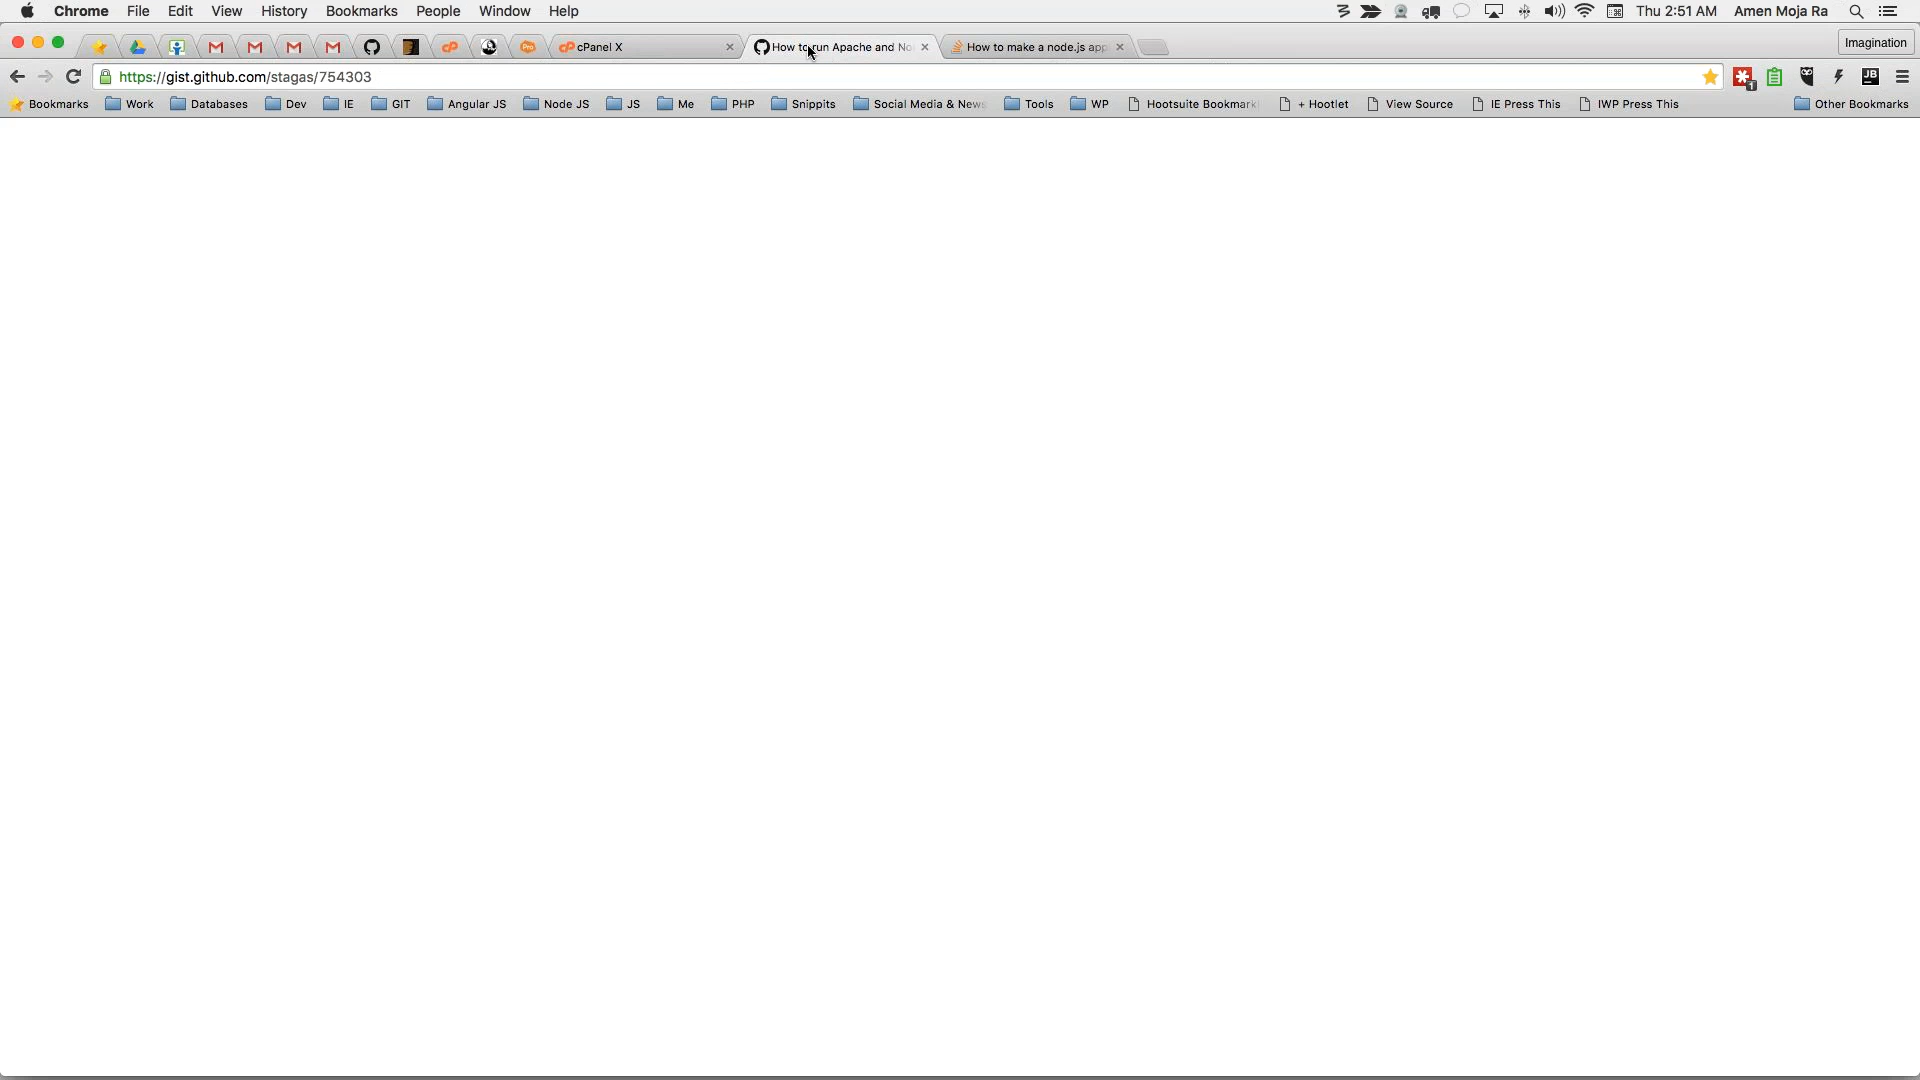 Chrome File Edit View History Bookmarks People Window Help Thu 2:51 AM Amen Moja Ra
cPanel X How to run Apache and No How to make a node.js app Imagination
https://gist.github.com/stagas/754303 1 JB
Bookmarks Work Databases Dev IE GIT Angular JS Node JS JS Me PHP Snippits Social Media & News Tools WP Hootsuite Bookmark + Hootlet View Source IE Press This IWP Press This Other Bookmarks